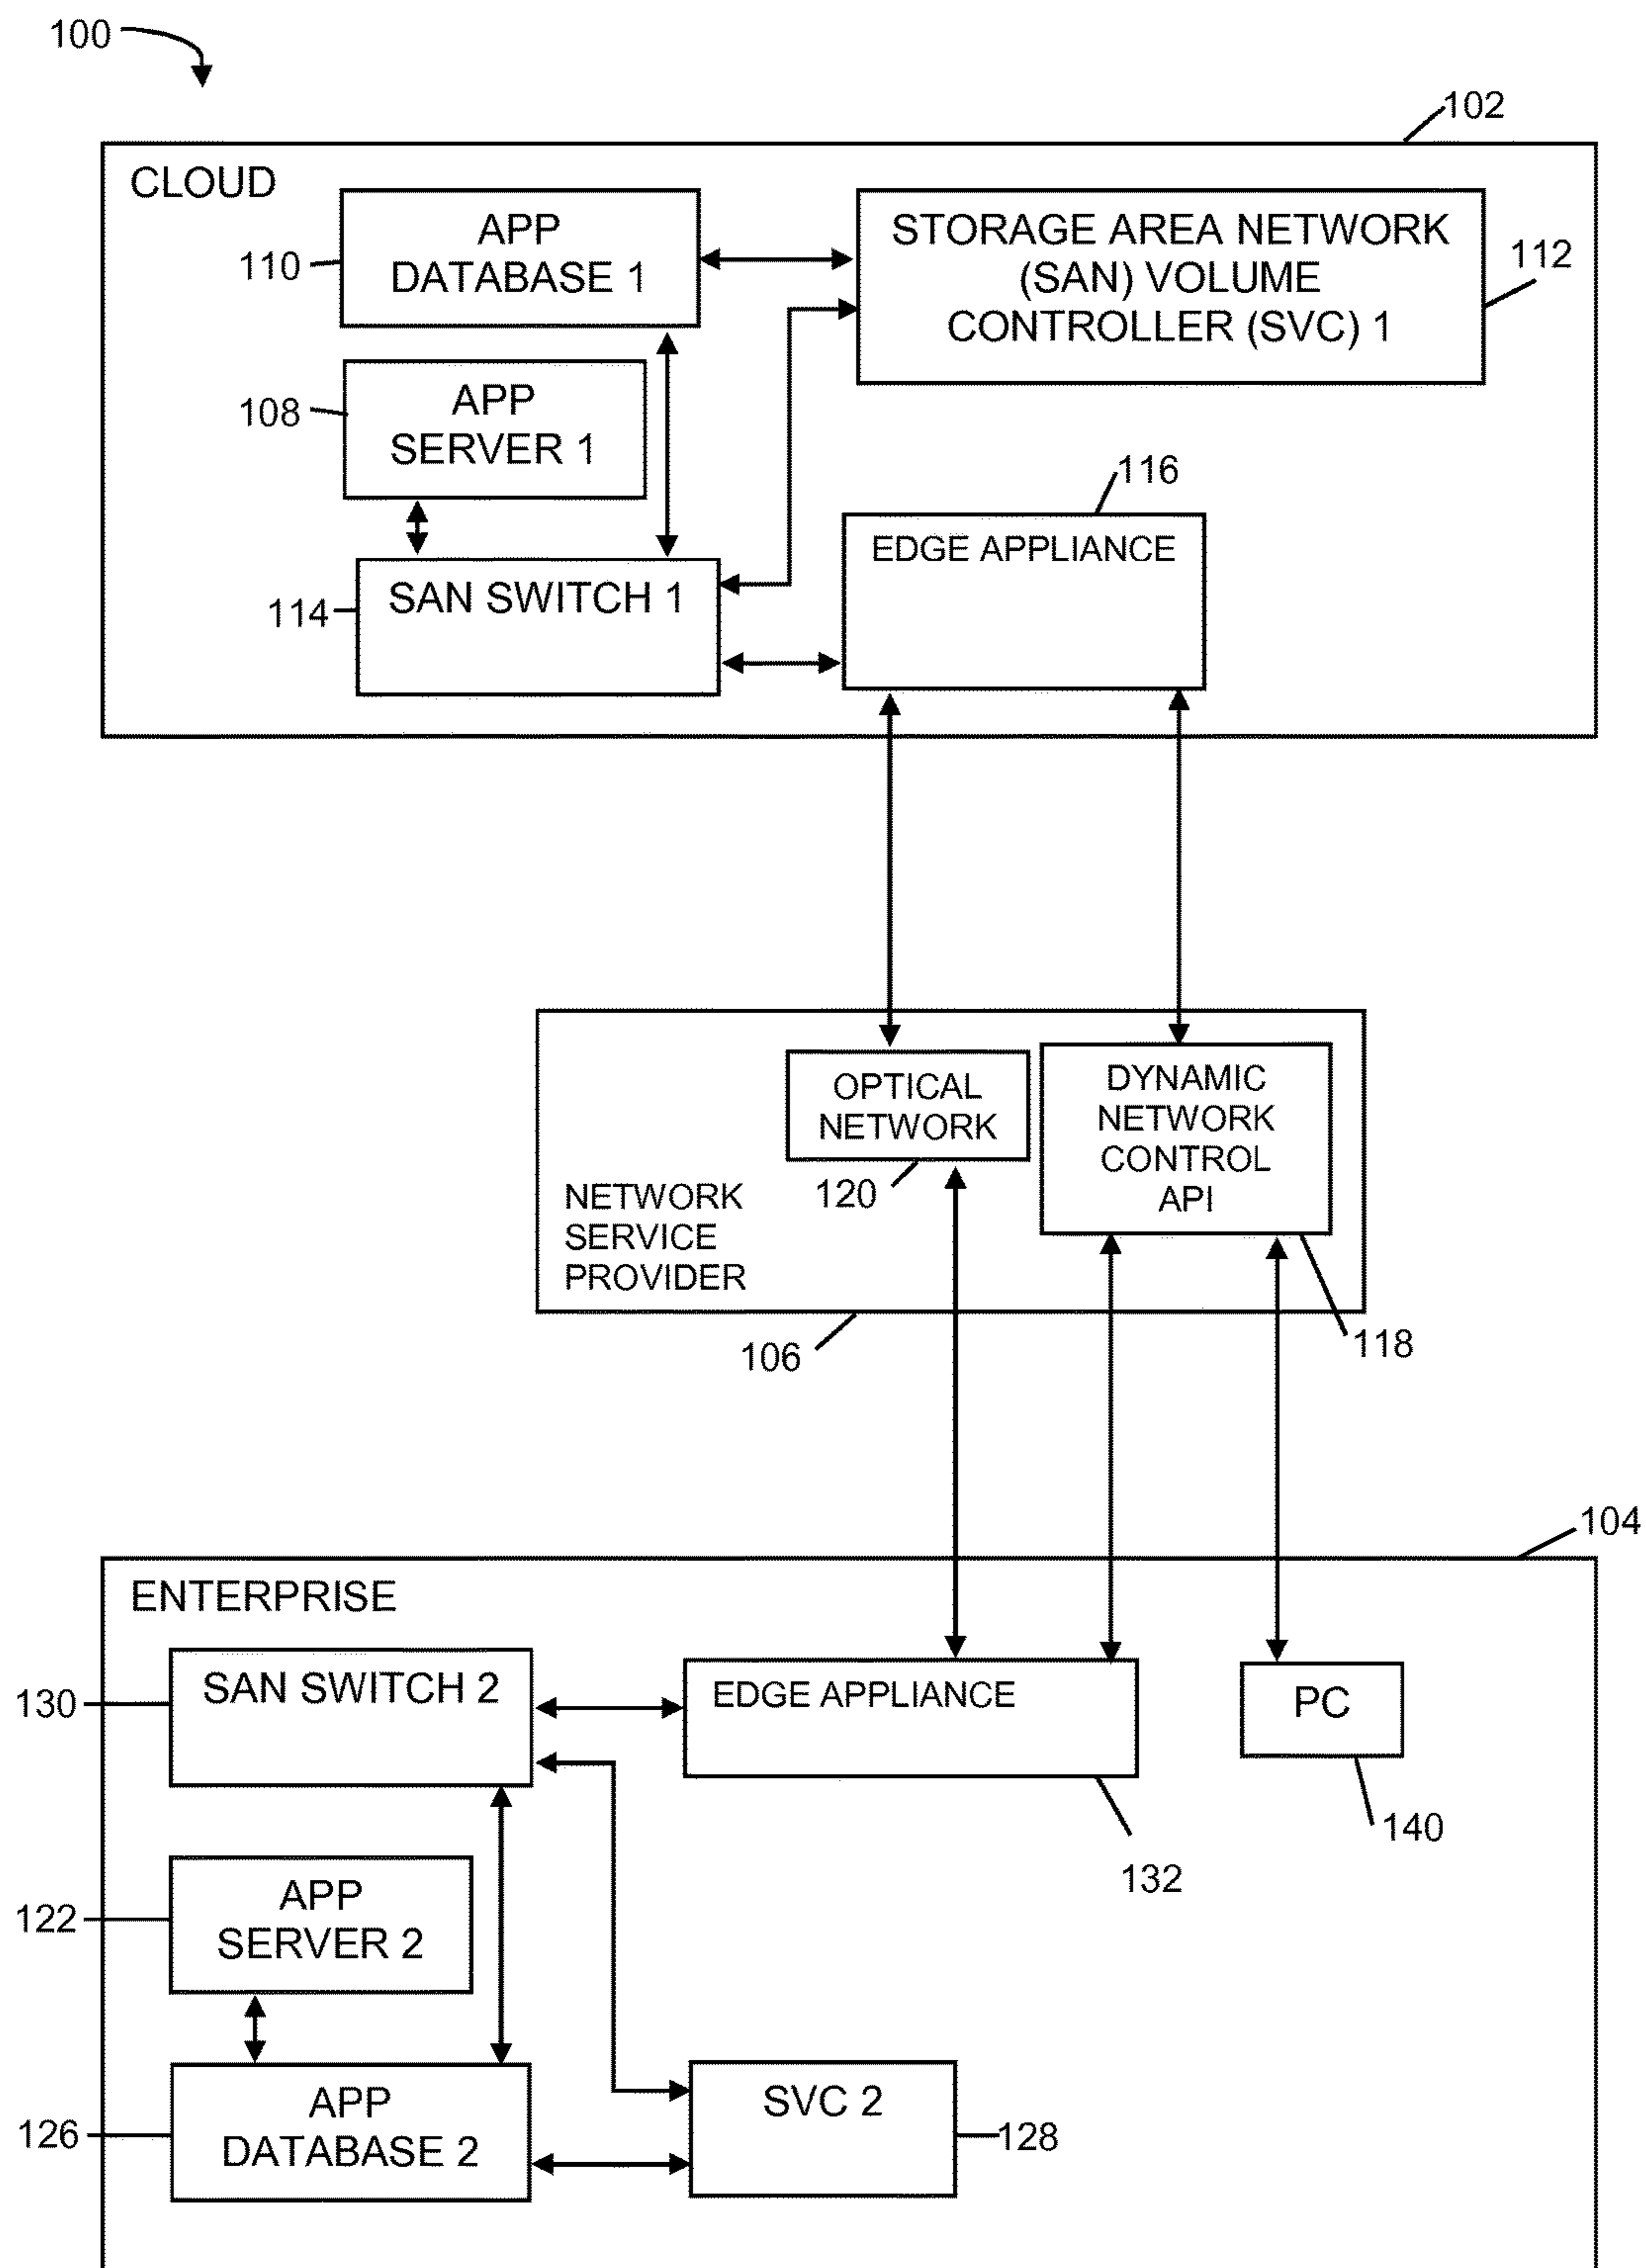 100
102
CLOUD
APP
DATABASE 1
110
STORAGE AREA NETWORK
(SAN) VOLUME
CONTROLLER (SVC) 1
112
APP
SERVER 1
108
116
EDGE APPLIANCE
SAN SWITCH 1
114
OPTICAL
NETWORK
120
DYNAMIC
NETWORK
CONTROL
API
NETWORK
SERVICE
PROVIDER
106
118
104
ENTERPRISE
SAN SWITCH 2
130
EDGE APPLIANCE
PC
140
132
APP
SERVER 2
122
APP
DATABASE 2
126
SVC 2
128